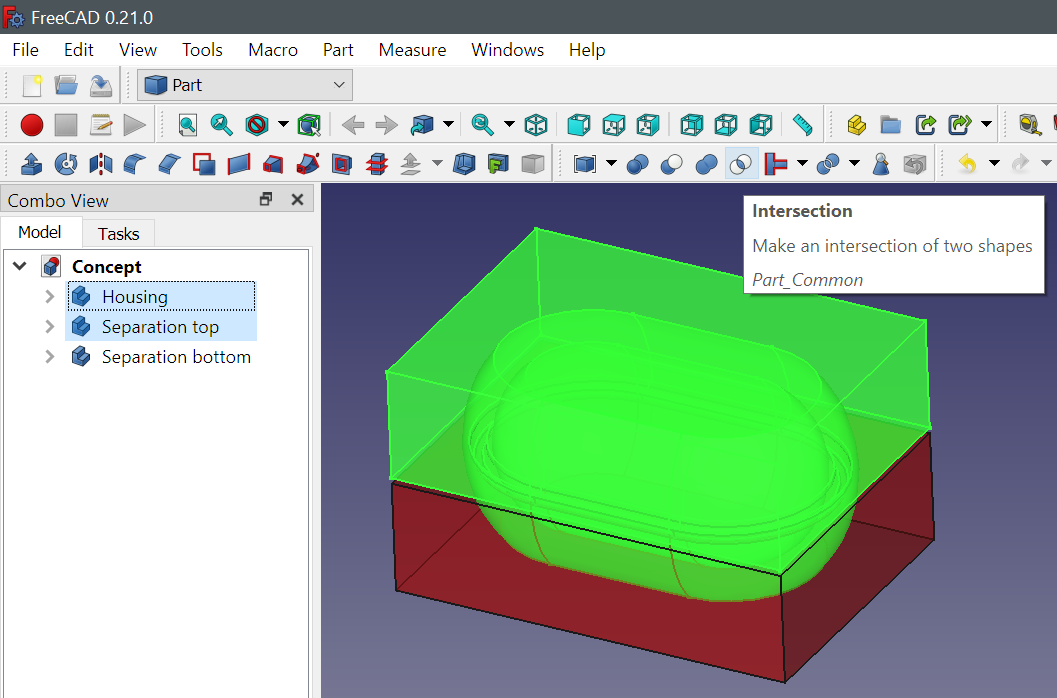 FreeCAD 0.21.0
File Edit View Tools Macro Part Measure Windows Help
Part
Combo View
Model Tasks
Concept
Housing
Separation top
Separation bottom
Intersection
Make an intersection of two shapes
Part_Common